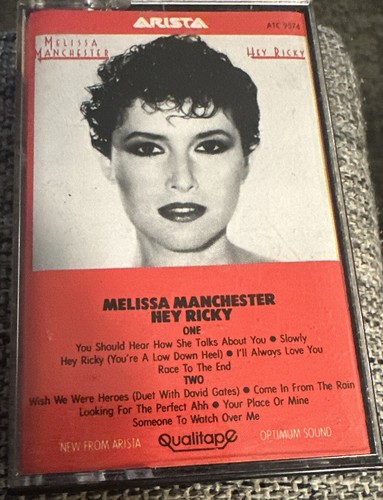 ARISTA
ATC 9574
MELISSA
MANCHESTER
HEY RICKY
MELISSA MANCHESTER
HEY RICKY
ONE
You Should Hear How She Talks About You ● Slowly
Hey Ricky (You're A Low Down Heel) ● I'll Always Love You
Race To The End
TWO
Wish We Were Heroes (Duet With David Gates) ● Come In From The Rain
Looking For The Perfect Ahh ● Your Place Or Mine
Someone To Watch Over Me
NEW FROM ARISTA Qualitape OPTIMUM SOUND